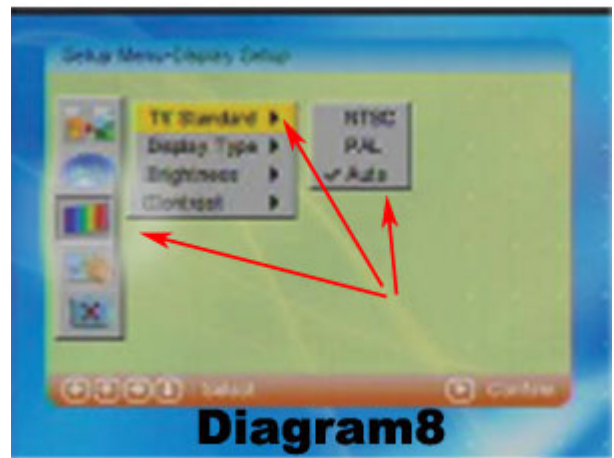 Setup Menu-Display Setup
TV Standard
NTSC
Display Type
PAL
Brightness
Auto
Contrast
Select
Confirm
Diagram8